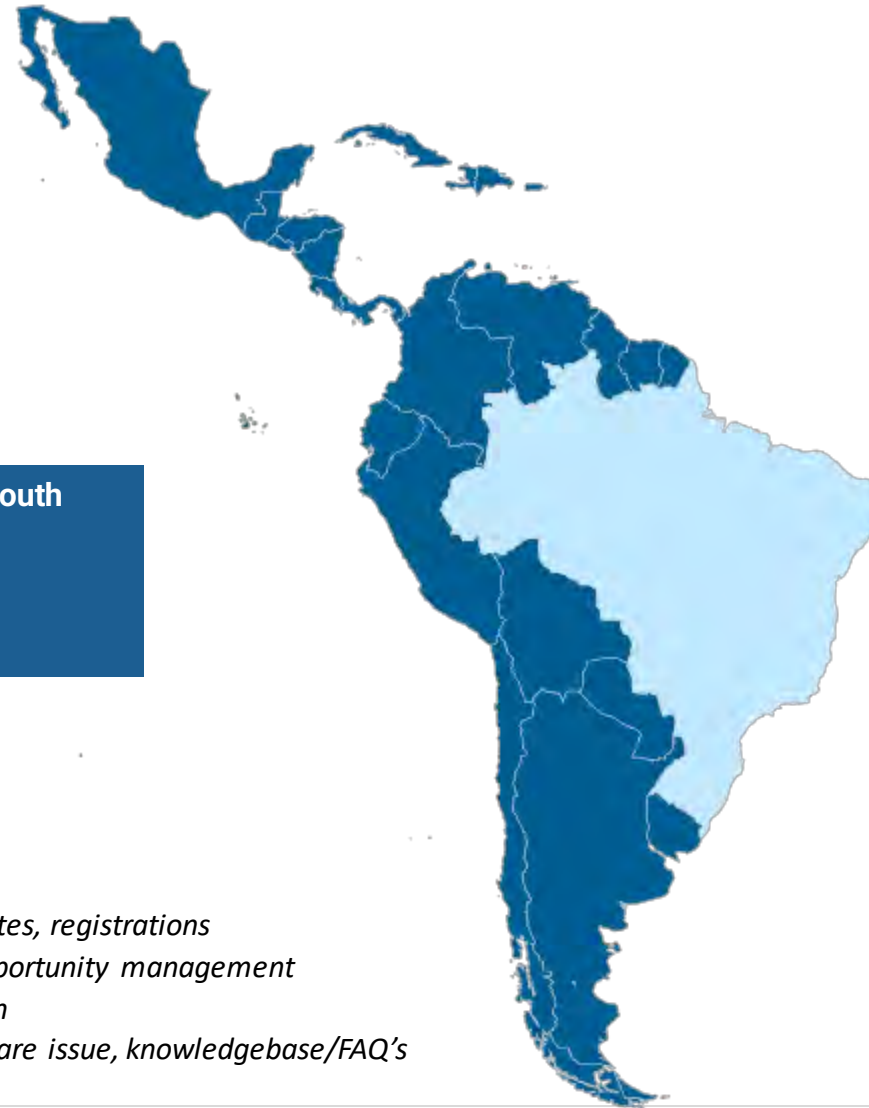 outh
tes, registrations
portunity management
n
are issue, knowledgebase/FAQ's